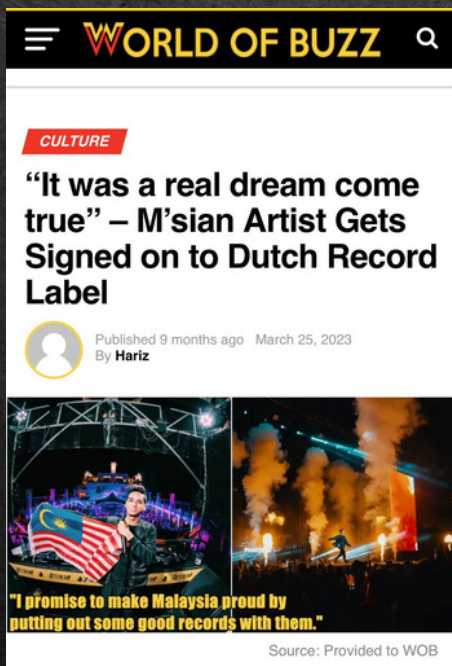 WORLD OF BUZZ
CULTURE
“It was a real dream come
true” – M’sian Artist Gets
Signed on to Dutch Record
Label
Published 9 months ago March 25, 2023
By Hariz
"I promise to make Malaysia proud by
putting out some good records with them."
Source: Provided to WOB